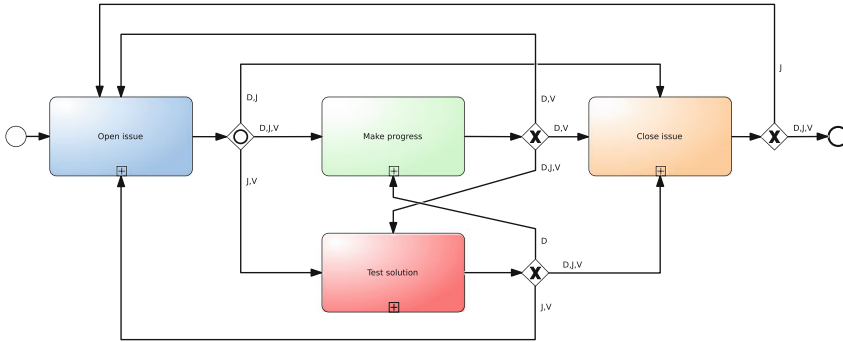 J
D,J
D,V
Open issue
D,J,V
Make progress
D,V
Close issue
D,J,V
D,J,V
J,V
D
D,J,V
Test solution
J,V